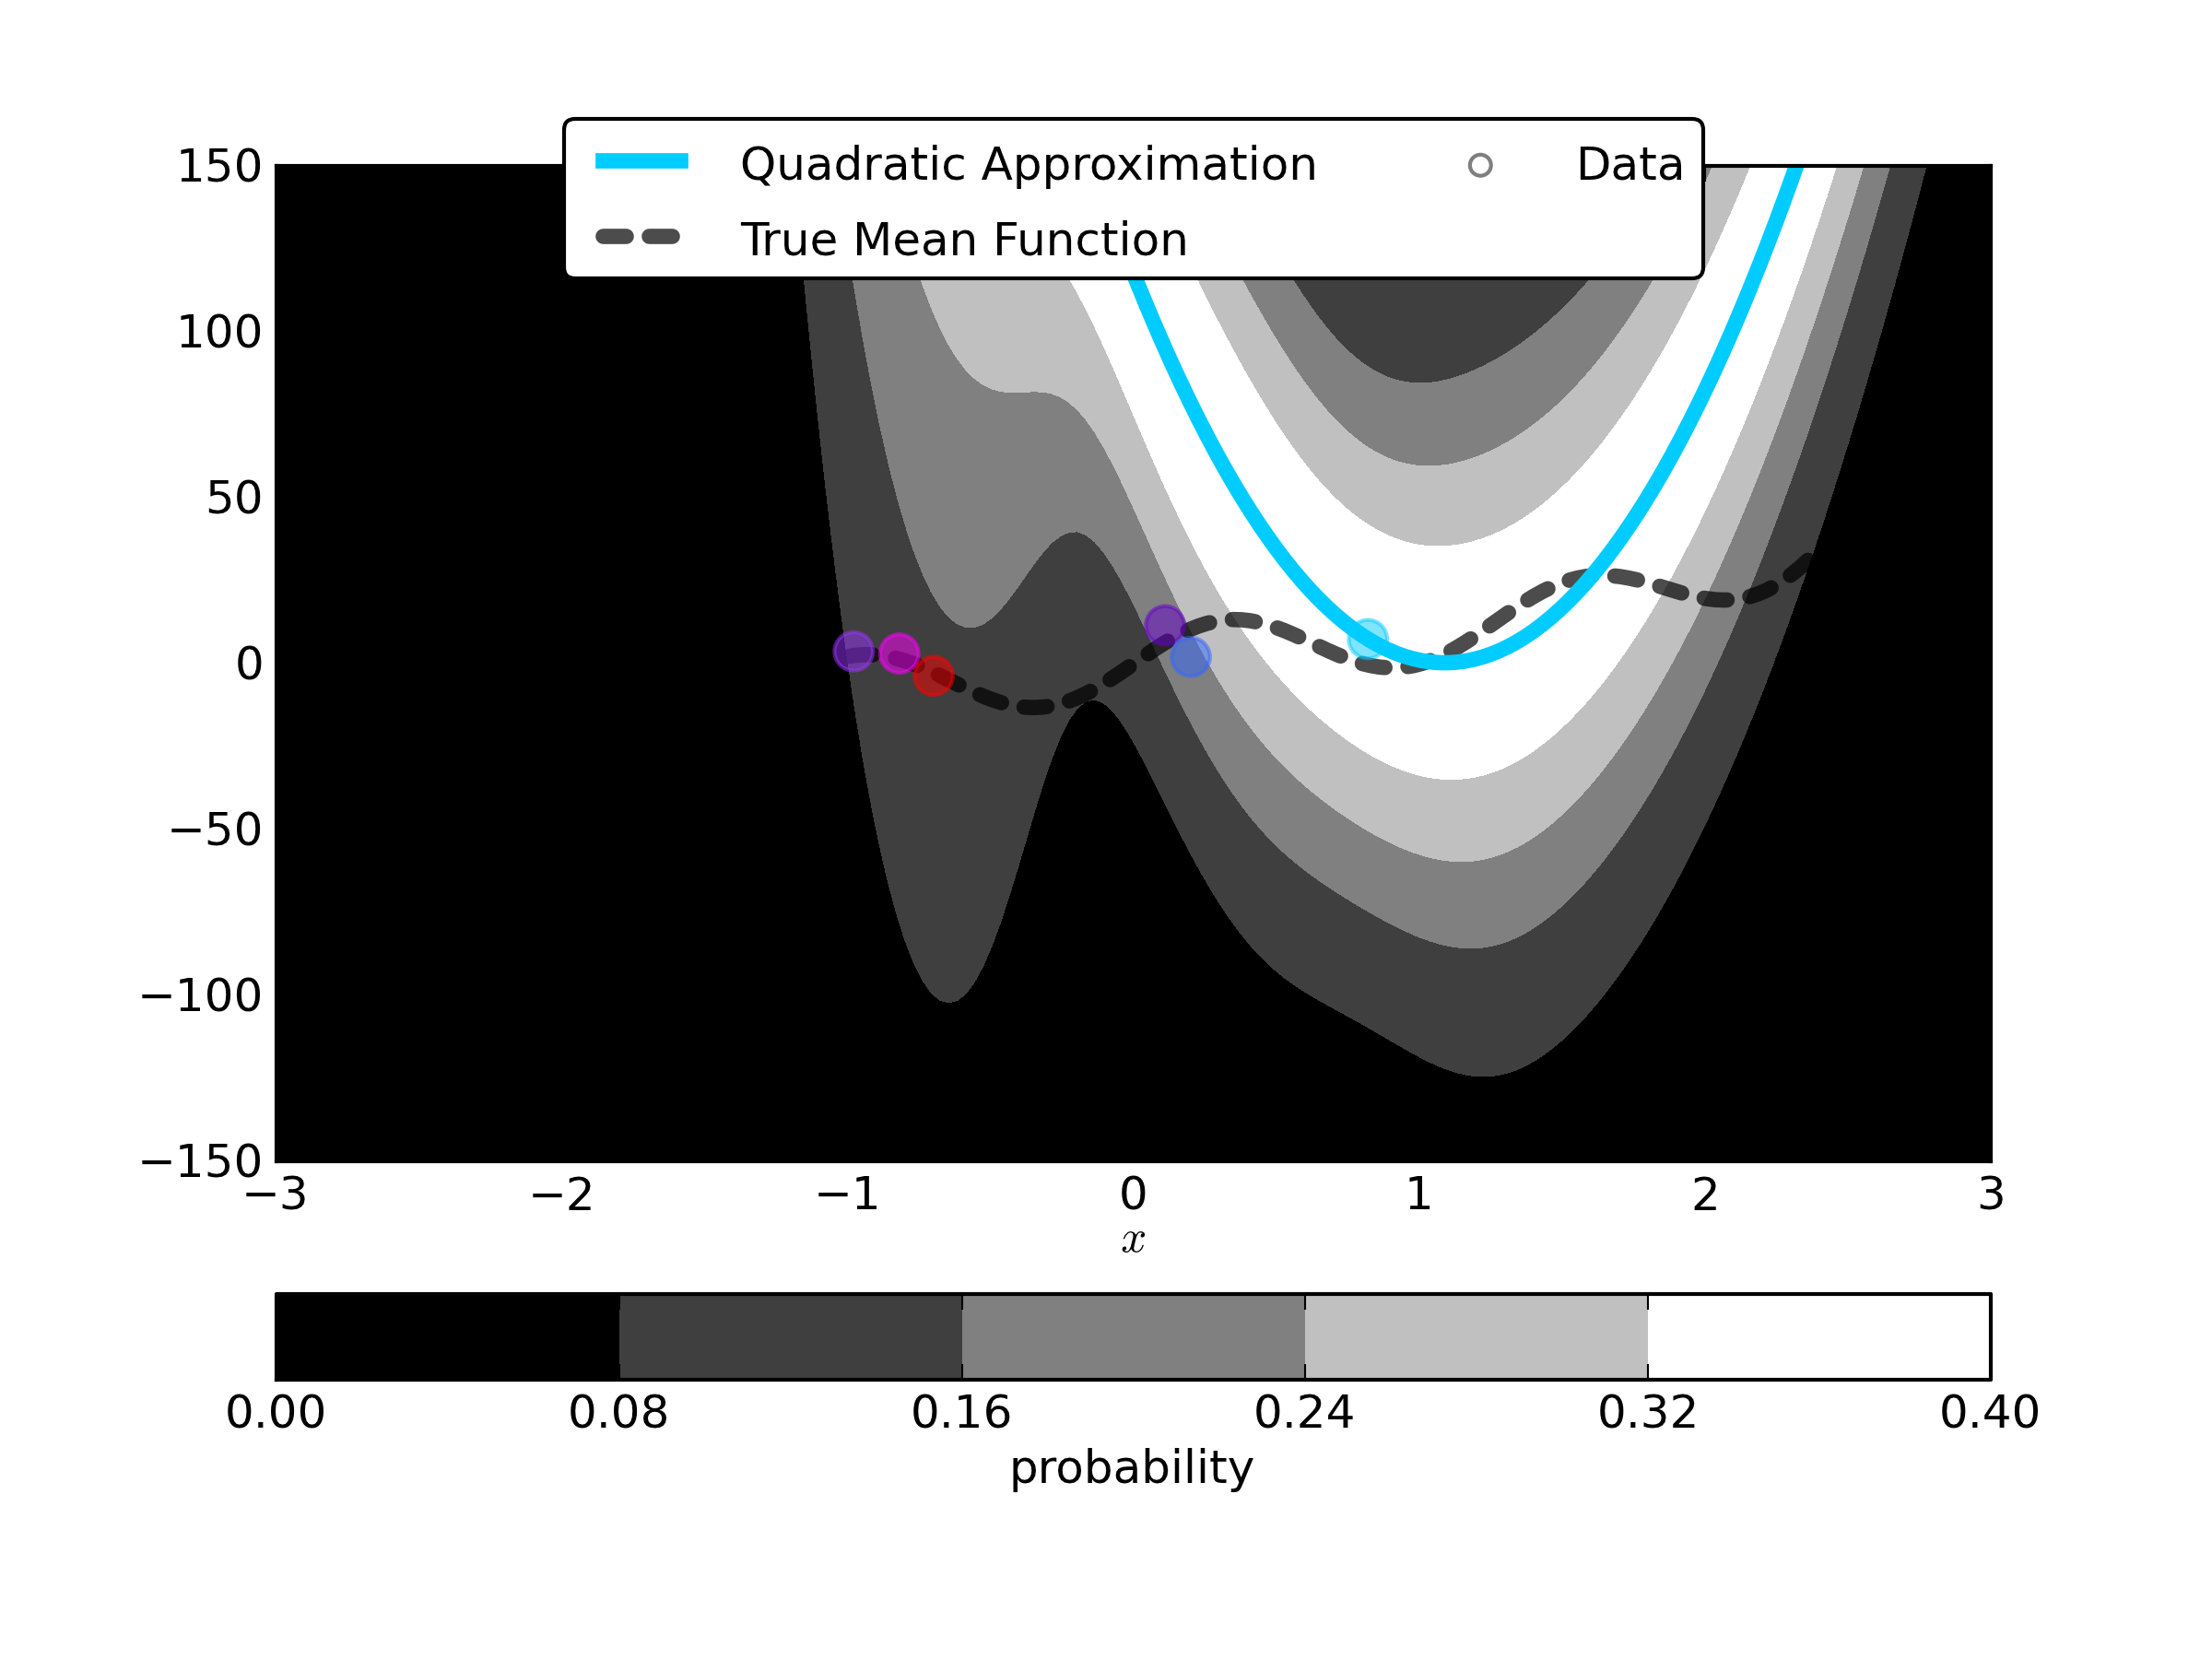 Quadratic Approximation
Data
True Mean Function
150
100
50
0
−50
−100
−150
−3 −2 −1 0 1 2 3
x
0.00 0.08 0.16 0.24 0.32 0.40
probability